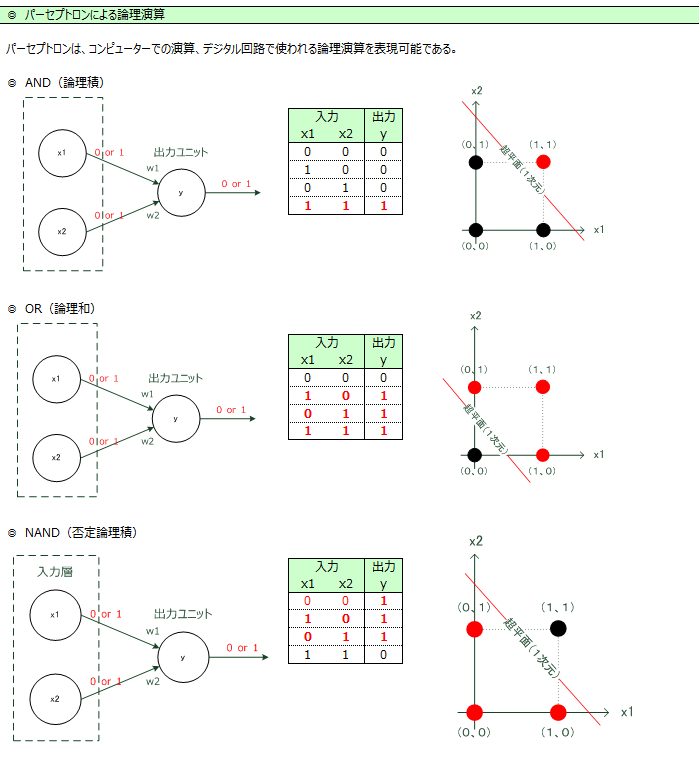 ◎ パーセプトロンによる論理演算
パーセプトロンは、コンピューターでの演算、デジタル回路で使われる論理演算を表現可能である。
◎ AND（論理積）
x1
0 or 1
w1
出力ユニット
y
0 or 1
x2
0 or 1
w2
入力 出力
x1 x2 y
0 0 0
1 0 0
0 1 0
1 1 1
x2
(0,1) (1,1)
超平面(1次元)
x1
(0,0) (1,0)
◎ OR（論理和）
x1
0 or 1
w1
出力ユニット
y
0 or 1
x2
0 or 1
w2
入力 出力
x1 x2 y
0 0 0
1 0 1
0 1 1
1 1 1
x2
(0,1) (1,1)
超平面(1次元)
x1
(0,0) (1,0)
◎ NAND（否定論理積）
入力層
x1
0 or 1
w1
出力ユニット
y
0 or 1
x2
0 or 1
w2
入力 出力
x1 x2 y
0 0 1
1 0 1
0 1 1
1 1 0
x2
(0,1) (1,1)
超平面(1次元)
x1
(0,0) (1,0)